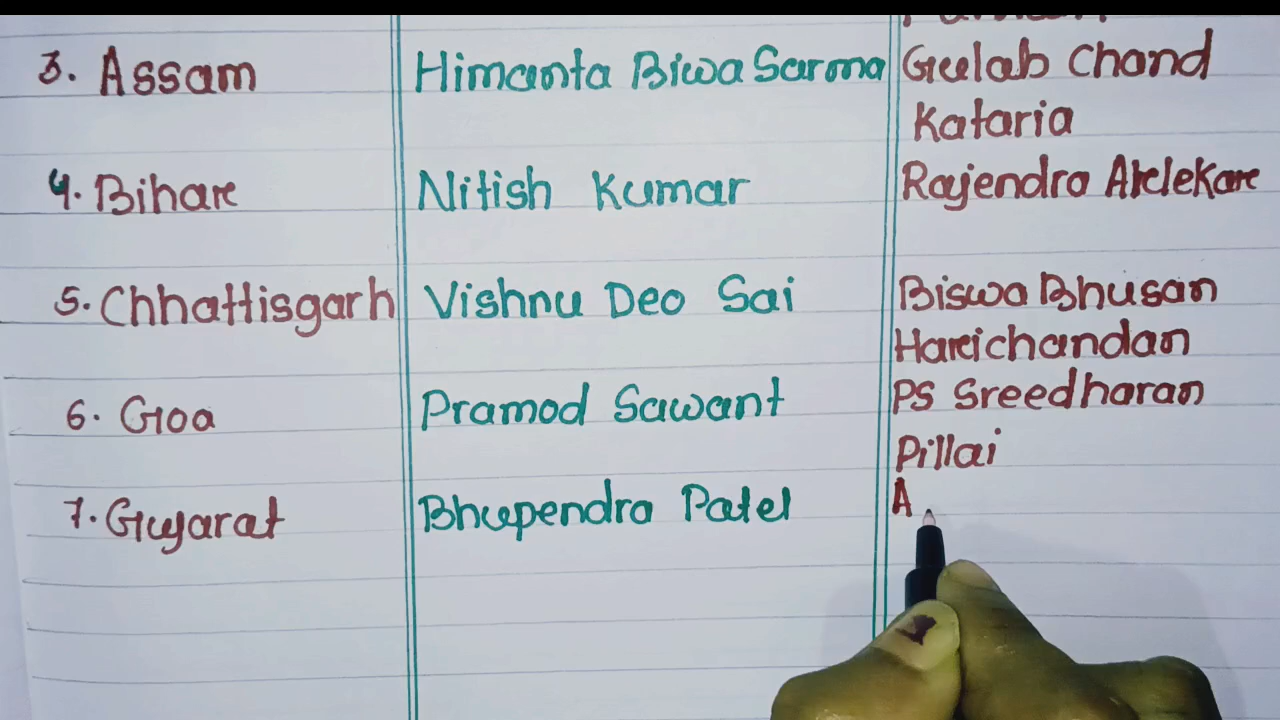 3. Assam Himanta Biwa Sarma Gulab Chand
Kataria
4. Bihar Nitish Kumar Rajendra Arlekar
5. Chhattisgarh Vishnu Deo Sai Biswa Bhusan
Harichandan
6. Goa Pramod Sawant PS Sreedharan
Pillai
7. Gujarat Bhupendra Patel A